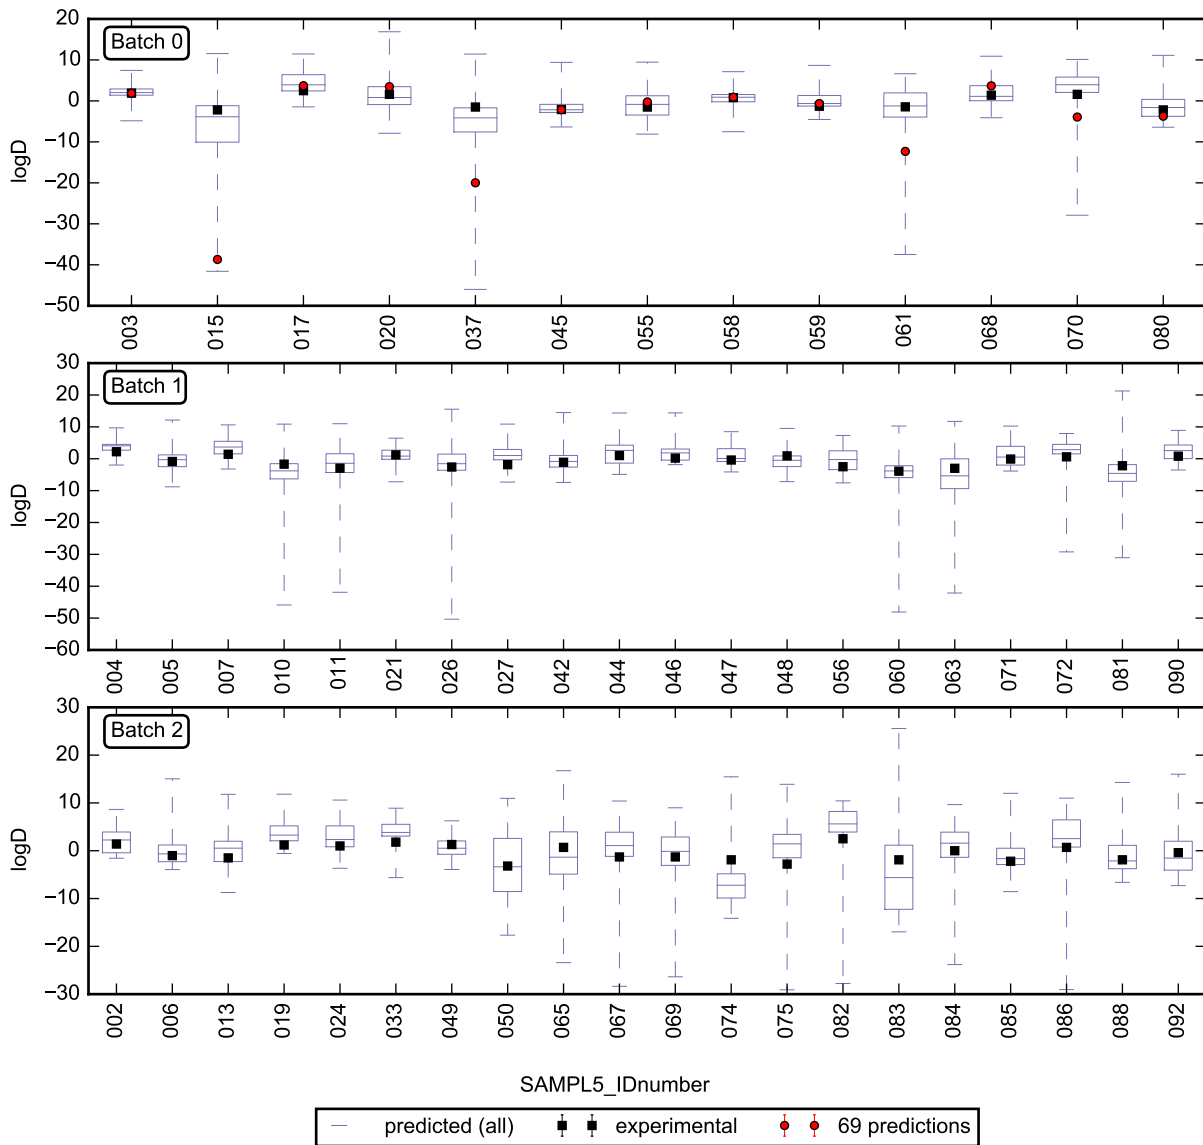 Batch 0
20
10
0
−10
−20
−30
−40
−50
logD
003 015 017 020 037 045 055 058 059 061 068 070 080
Batch 1
30
20
10
0
−10
−20
−30
−40
−50
−60
logD
004 005 007 010 011 021 026 027 042 044 046 047 048 056 060 063 071 072 081 090
Batch 2
30
20
10
0
−10
−20
−30
logD
002 006 013 019 024 033 049 050 065 067 069 074 075 082 083 084 085 086 088 092
SAMPL5_IDnumber
predicted (all) experimental 69 predictions